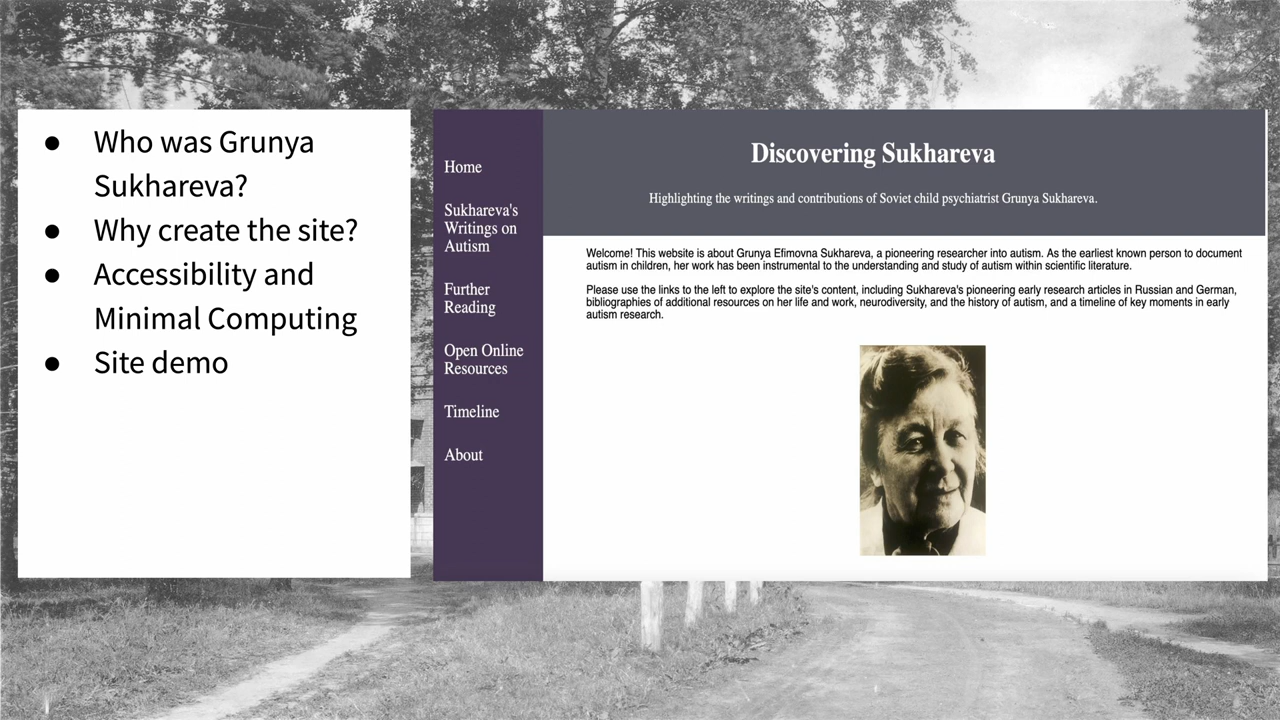 ● Who was Grunya
Sukhareva?
● Why create the site?
● Accessibility and
Minimal Computing
● Site demo
Home
Sukhareva's
Writings on
Autism
Further
Reading
Open Online
Resources
Timeline
About
Discovering Sukhareva
Highlighting the writings and contributions of Soviet child psychiatrist Grunya Sukhareva.
Welcome! This website is about Grunya Efimovna Sukhareva, a pioneering researcher into autism. As the earliest known person to document
autism in children, her work has been instrumental to the understanding and study of autism within scientific literature.
Please use the links to the left to explore the site's content, including Sukhareva's pioneering early research articles in Russian and German,
bibliographies of additional resources on her life and work, neurodiversity, and the history of autism, and a timeline of key moments in early
autism research.